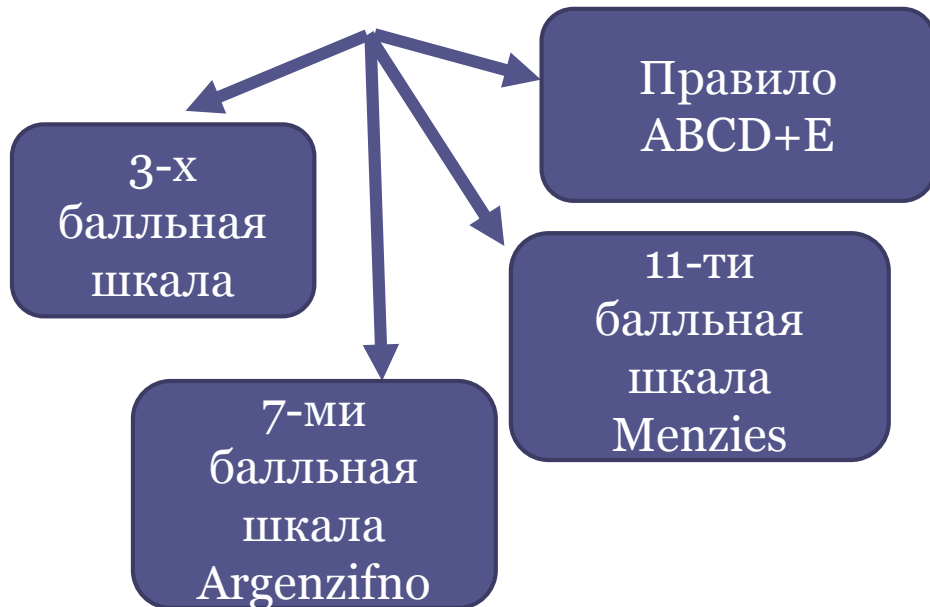 Правило
ABCD+E
3-х
балльная
шкала
11-ти
балльная
шкала
Menzies
7-ми
балльная
шкала
Argenzifno